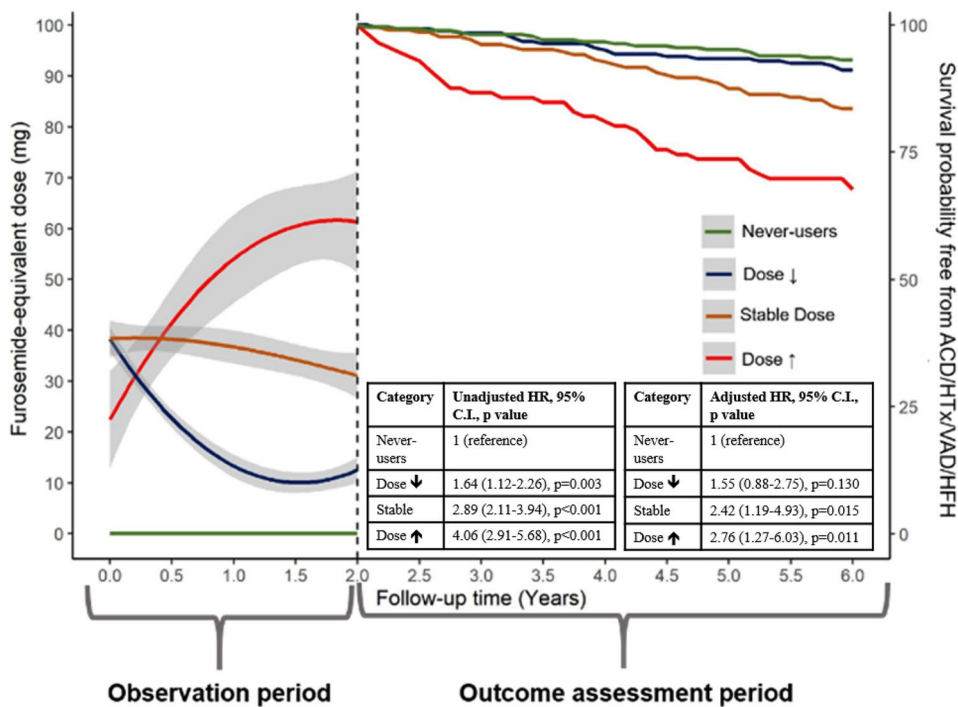 Furosemide-equivalent dose (mg)
100
90
80
70
60
50
40
30
20
10
0
0.0 0.5 1.0 1.5 2.0 2.5 3.0 3.5 4.0 4.5 5.0 5.5 6.0
Follow-up time (Years)
100
75
50
25
0
Survival probability free from ACD/HTx/VAD/HFH
Never-users
Dose ↓
Stable Dose
Dose ↑
Category Unadjusted HR, 95%
C.I., p value
Never- 1 (reference)
users
Dose ↓ 1.64 (1.12-2.26), p=0.003
Stable 2.89 (2.11-3.94), p<0.001
Dose ↑ 4.06 (2.91-5.68), p<0.001
Category Adjusted HR, 95% C.I.,
p value
Never- 1 (reference)
users
Dose ↓ 1.55 (0.88-2.75), p=0.130
Stable 2.42 (1.19-4.93), p=0.015
Dose ↑ 2.76 (1.27-6.03), p=0.011
Observation period
Outcome assessment period